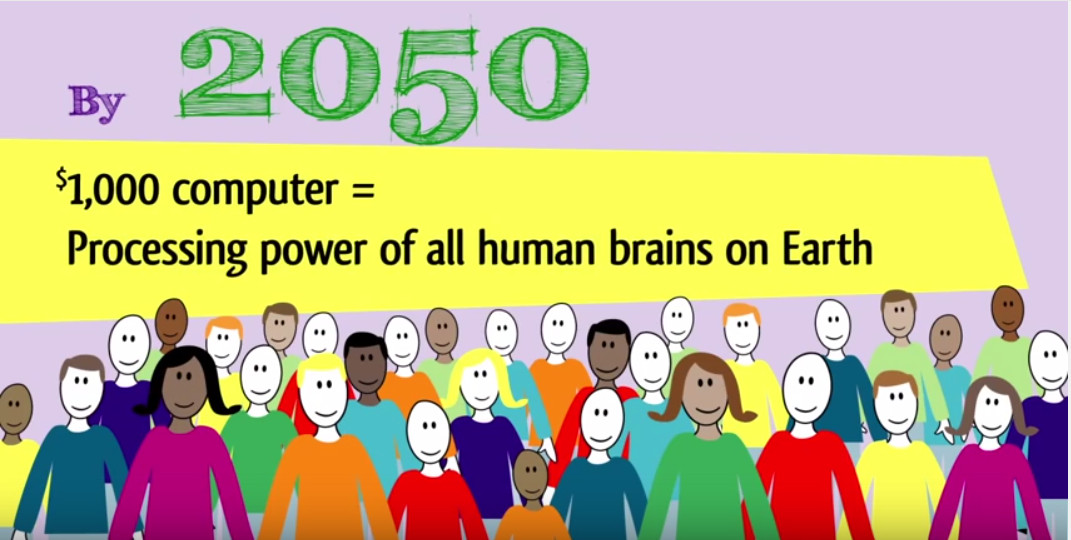 By 2050
$1,000 computer =
Processing power of all human brains on Earth